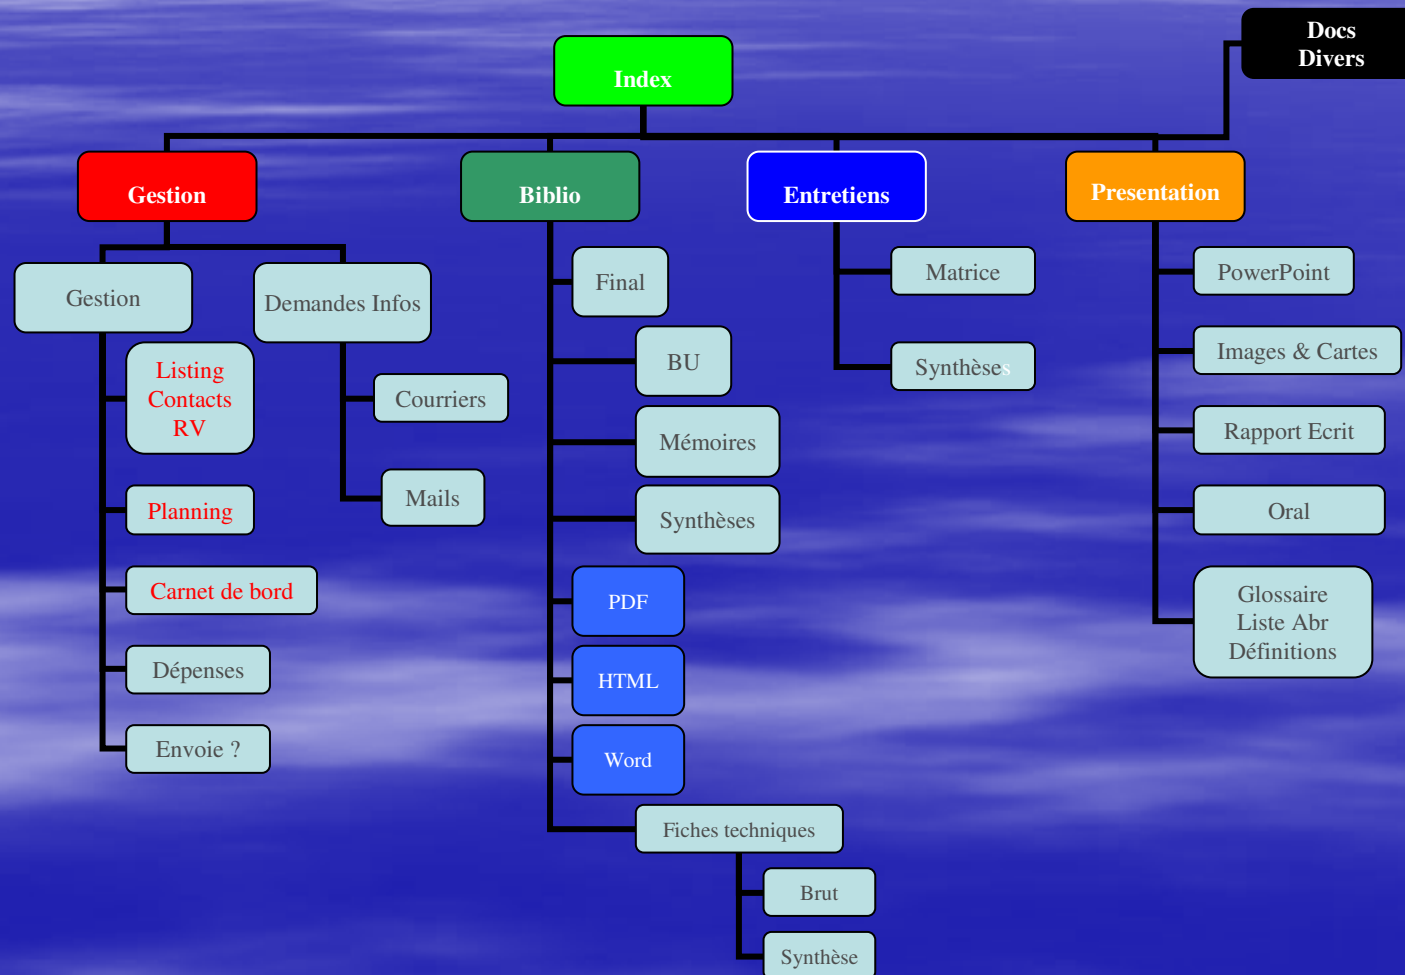 Docs
Divers
Index
Gestion
Biblio
Entretiens
Presentation
Gestion
Demandes Infos
Listing
Contacts
RV
Planning
Carnet de bord
Dépenses
Envoie ?
Courriers
Mails
Final
BU
Mémoires
Synthèses
PDF
HTML
Word
Fiches techniques
Brut
Synthèse
Matrice
Synthèses
PowerPoint
Images & Cartes
Rapport Ecrit
Oral
Glossaire
Liste Abr
Définitions